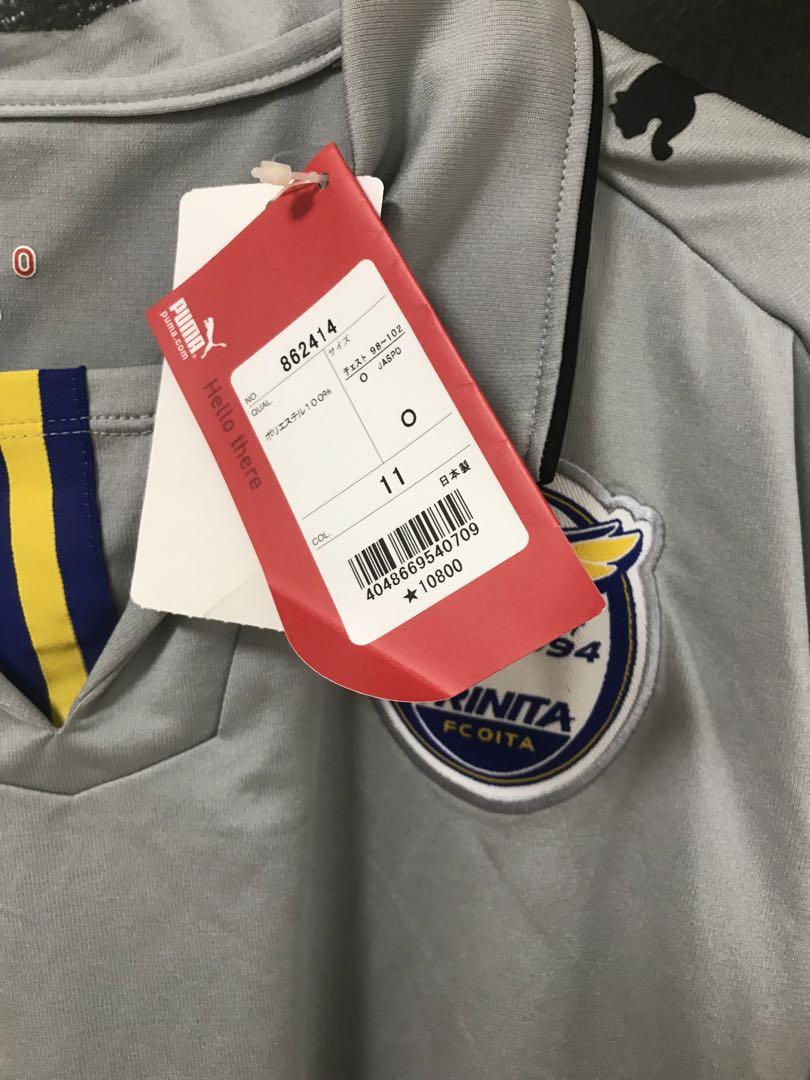 O
PUMA
puma.com
Hello there
NO. 862414
QUAL.
ポリエステル100%
サイズ
チェスト 98~102
O JASPO
O
11
COL.
日本製
4048669540709
★10800
94
TRINITA
FC OITA